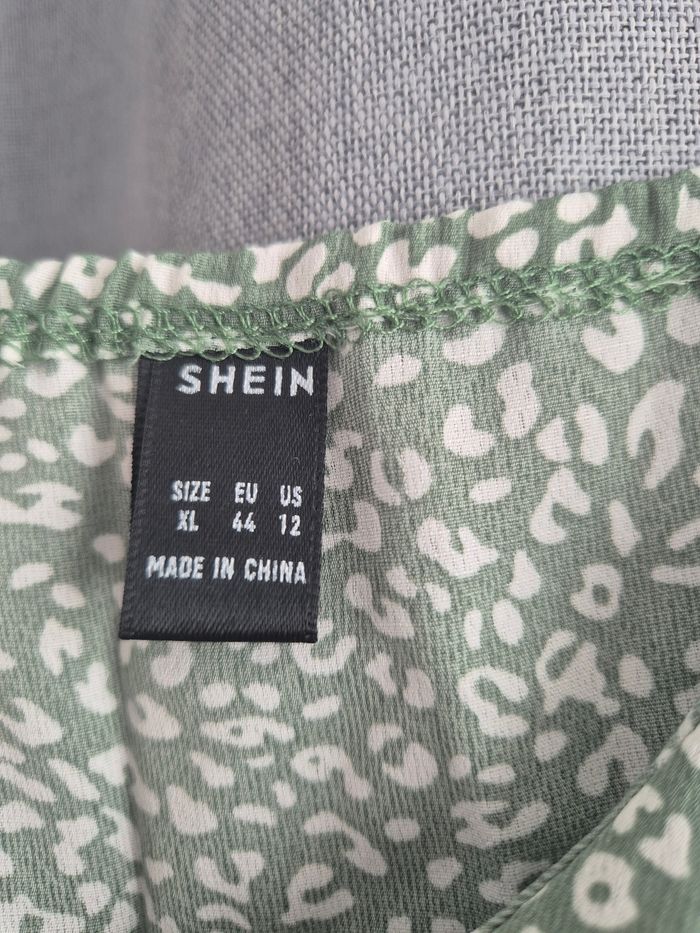 SHEIN
SIZE EU US
XL 44 12
MADE IN CHINA